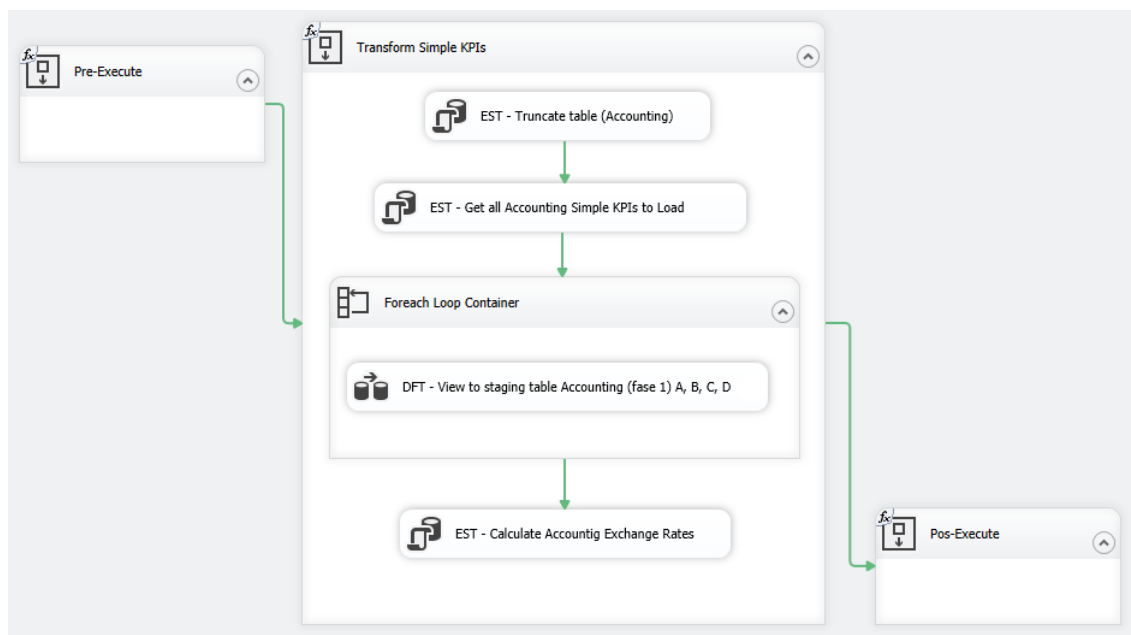 Pre-Execute
Transform Simple KPIs
EST - Truncate table (Accounting)
EST - Get all Accounting Simple KPIs to Load
Foreach Loop Container
DFT - View to staging table Accounting (fase 1) A, B, C, D
EST - Calculate Accountig Exchange Rates
Pos-Execute